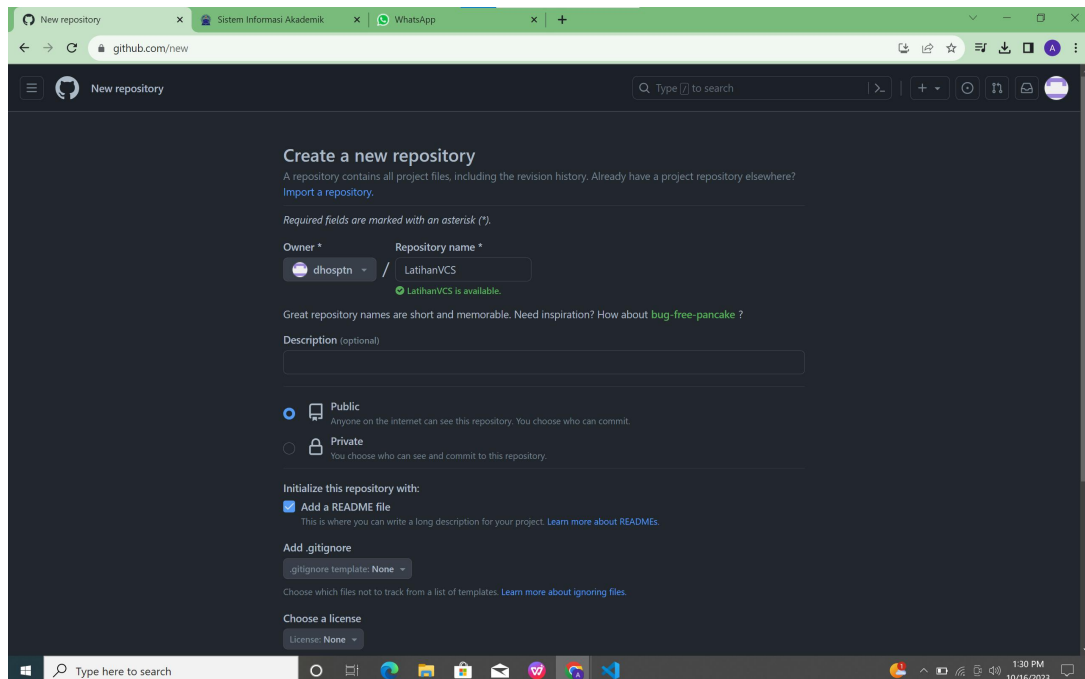 New repository
Sistem Informasi Akademik
WhatsApp
github.com/new
A
New repository
Type / to search
Create a new repository
A repository contains all project files, including the revision history. Already have a project repository elsewhere?
Import a repository.
Required fields are marked with an asterisk (*).
Owner * Repository name *
dhosptn / LatihanVCS
LatihanVCS is available.
Great repository names are short and memorable. Need inspiration? How about bug-free-pancake ?
Description (optional)
Public
Anyone on the internet can see this repository. You choose who can commit.
Private
You choose who can see and commit to this repository.
Initialize this repository with:
Add a README file
This is where you can write a long description for your project. Learn more about READMEs.
Add .gitignore
.gitignore template: None
Choose which files not to track from a list of templates. Learn more about ignoring files.
Choose a license
License: None
Type here to search
1:30 PM
10/16/2023